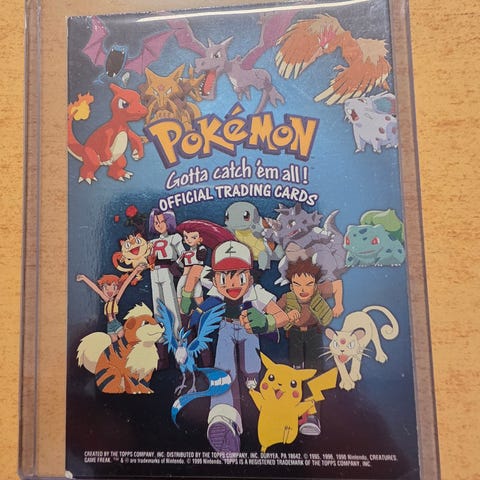 POKéMON
Gotta catch 'em all!
OFFICIAL TRADING CARDS
CREATED BY THE TOPPS COMPANY, INC. DISTRIBUTED BY THE TOPPS COMPANY, INC. DURYEA, PA 18642. © 1995, 1996, 1998 Nintendo, CREATURES,
GAME FREAK. ™ & ® are trademarks of Nintendo. © 1999 Nintendo. TOPPS IS A REGISTERED TRADEMARK OF THE TOPPS COMPANY, INC.